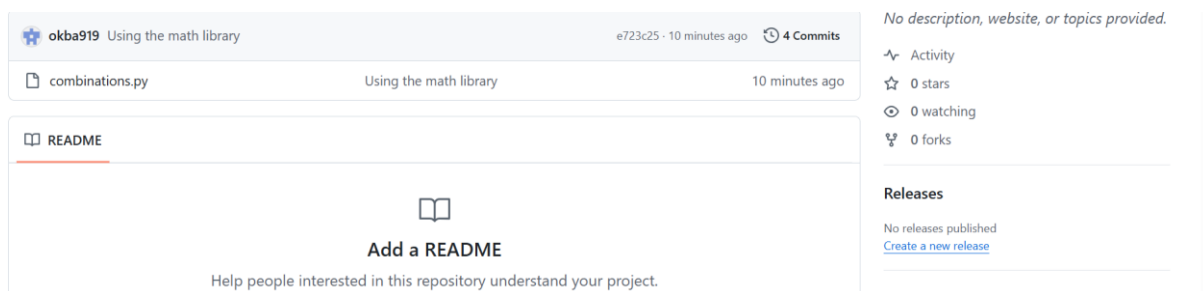 okba919 Using the math library e723c25 · 10 minutes ago 4 Commits
combinations.py Using the math library 10 minutes ago
README
Add a README
Help people interested in this repository understand your project.
No description, website, or topics provided.
Activity
0 stars
0 watching
0 forks
Releases
No releases published
Create a new release